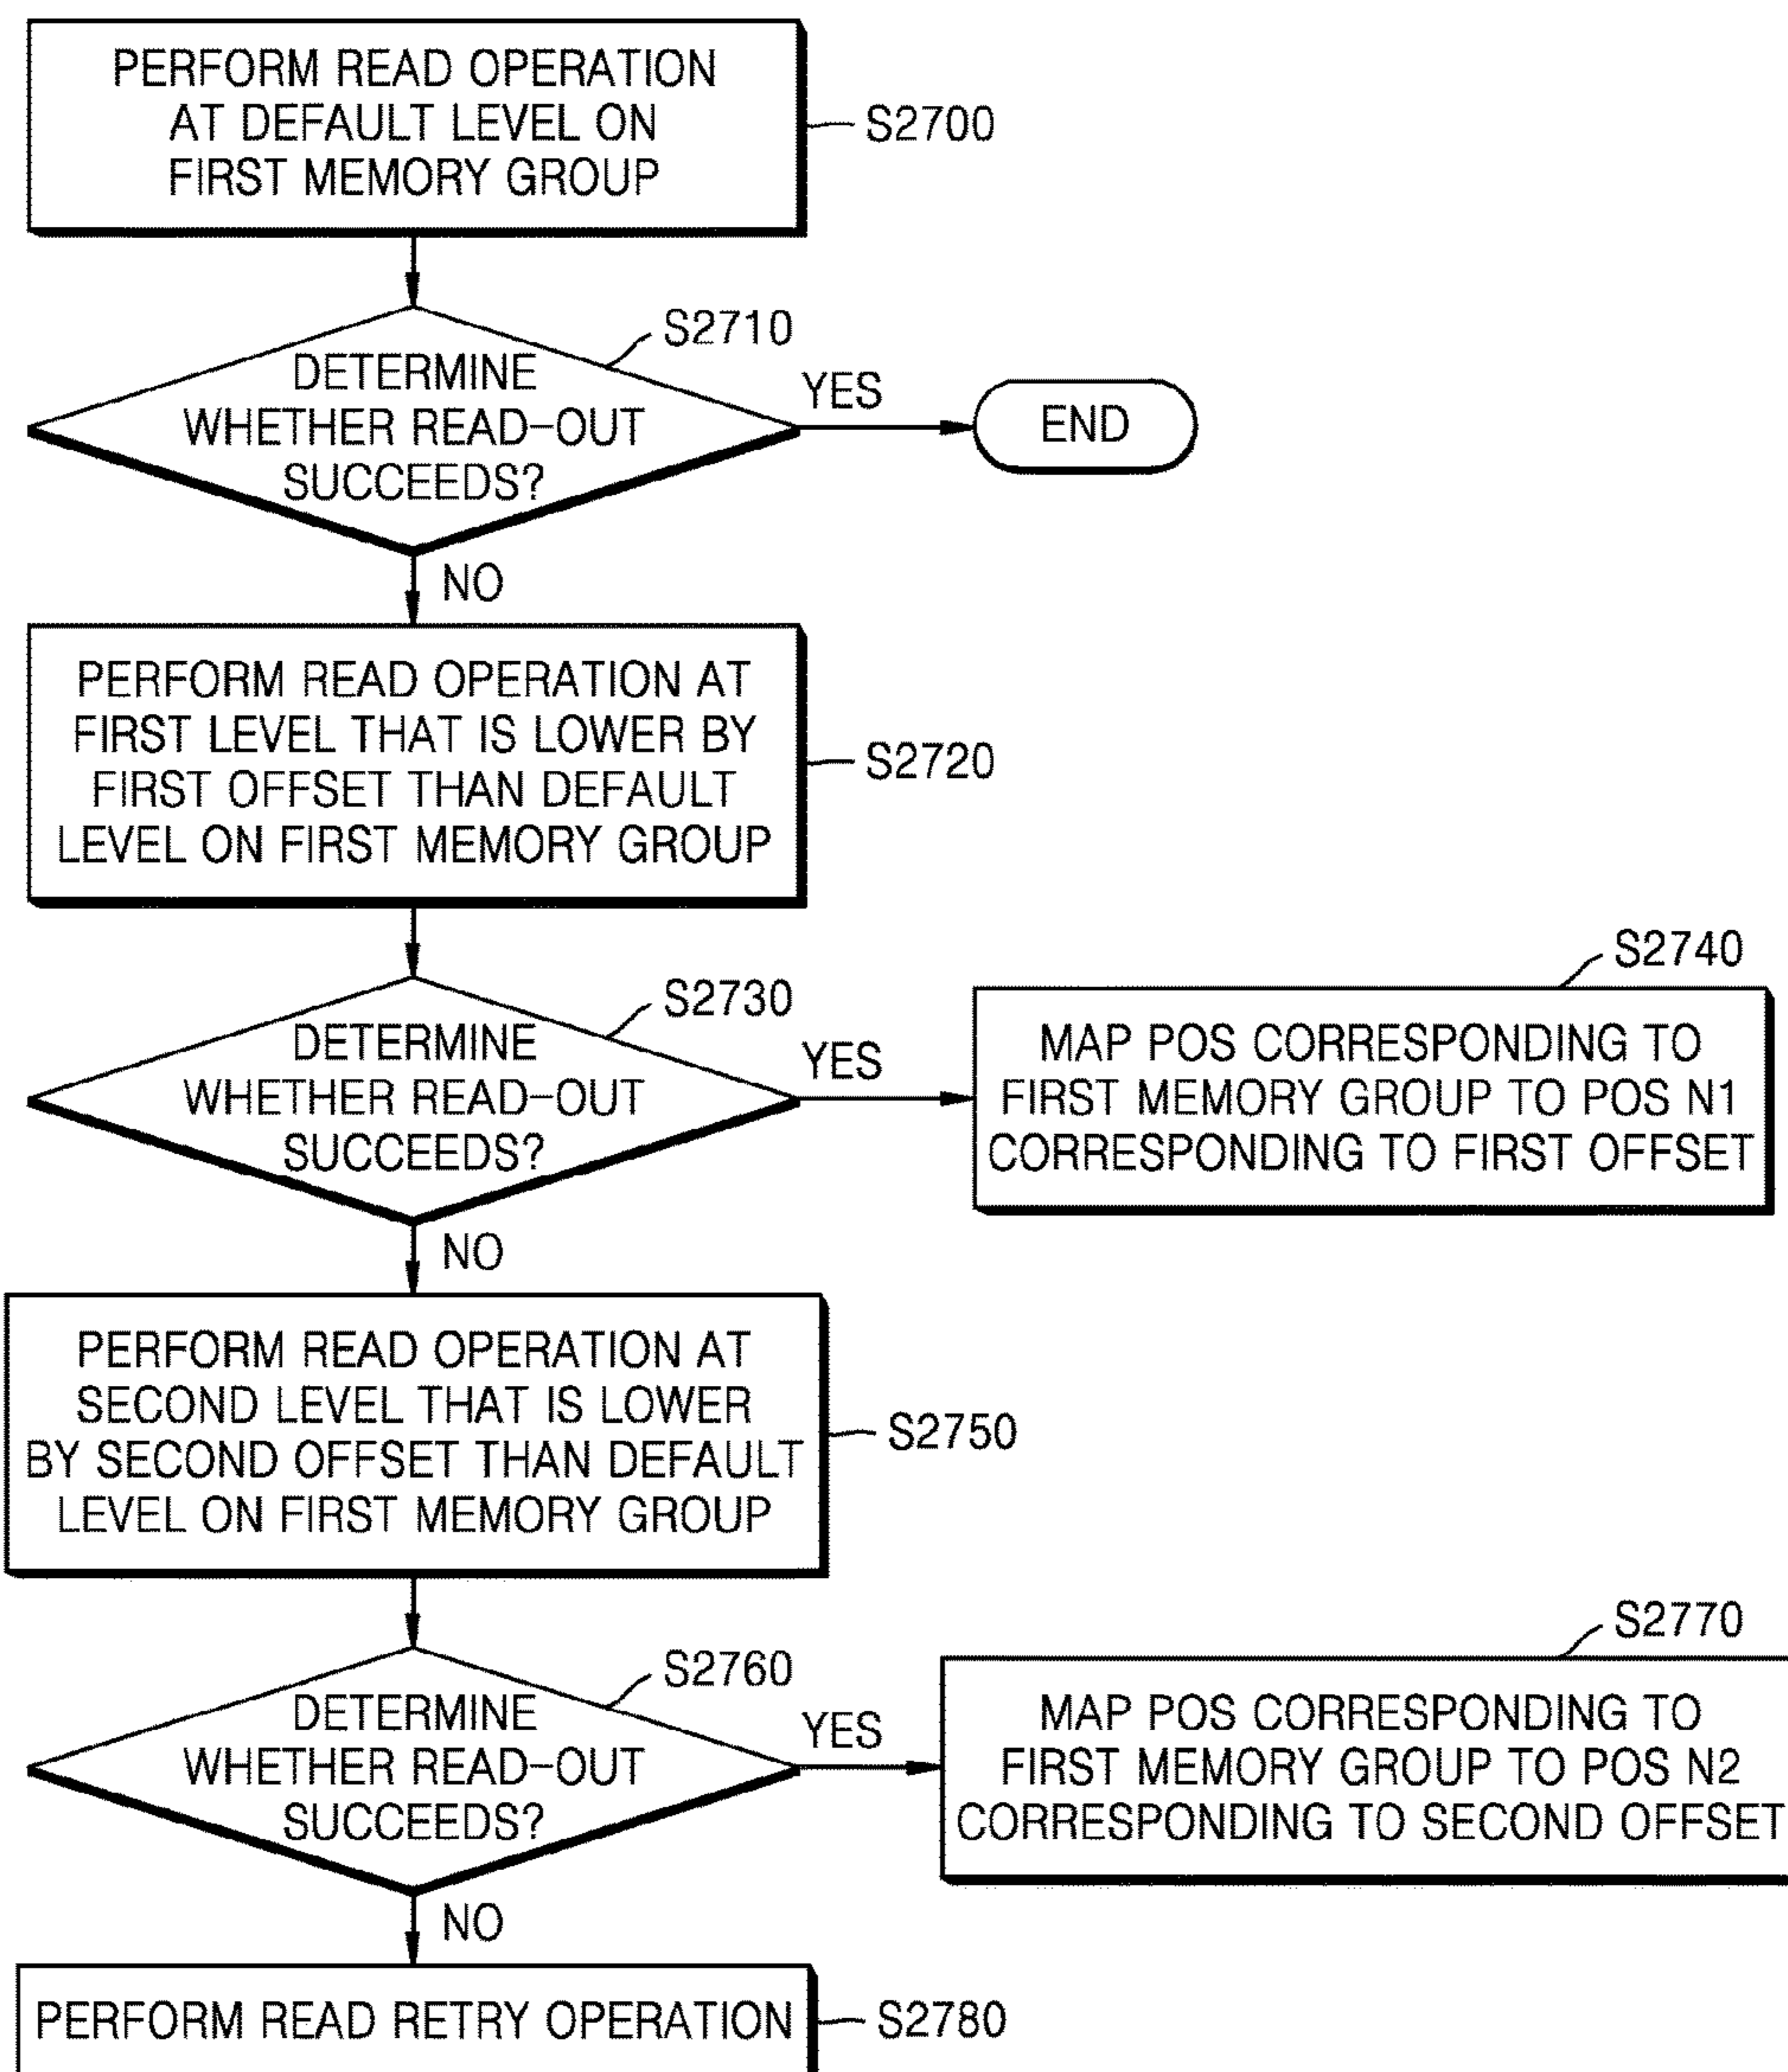 PERFORM READ OPERATION
AT DEFAULT LEVEL ON
FIRST MEMORY GROUP
S2700
S2710
DETERMINE
WHETHER READ-OUT
SUCCEEDS?
YES
END
NO
PERFORM READ OPERATION AT
FIRST LEVEL THAT IS LOWER BY
FIRST OFFSET THAN DEFAULT
LEVEL ON FIRST MEMORY GROUP
S2720
S2730
DETERMINE
WHETHER READ-OUT
SUCCEEDS?
YES
S2740
MAP POS CORRESPONDING TO
FIRST MEMORY GROUP TO POS N1
CORRESPONDING TO FIRST OFFSET
NO
PERFORM READ OPERATION AT
SECOND LEVEL THAT IS LOWER
BY SECOND OFFSET THAN DEFAULT
LEVEL ON FIRST MEMORY GROUP
S2750
S2760
DETERMINE
WHETHER READ-OUT
SUCCEEDS?
YES
S2770
MAP POS CORRESPONDING TO
FIRST MEMORY GROUP TO POS N2
CORRESPONDING TO SECOND OFFSET
NO
PERFORM READ RETRY OPERATION
S2780